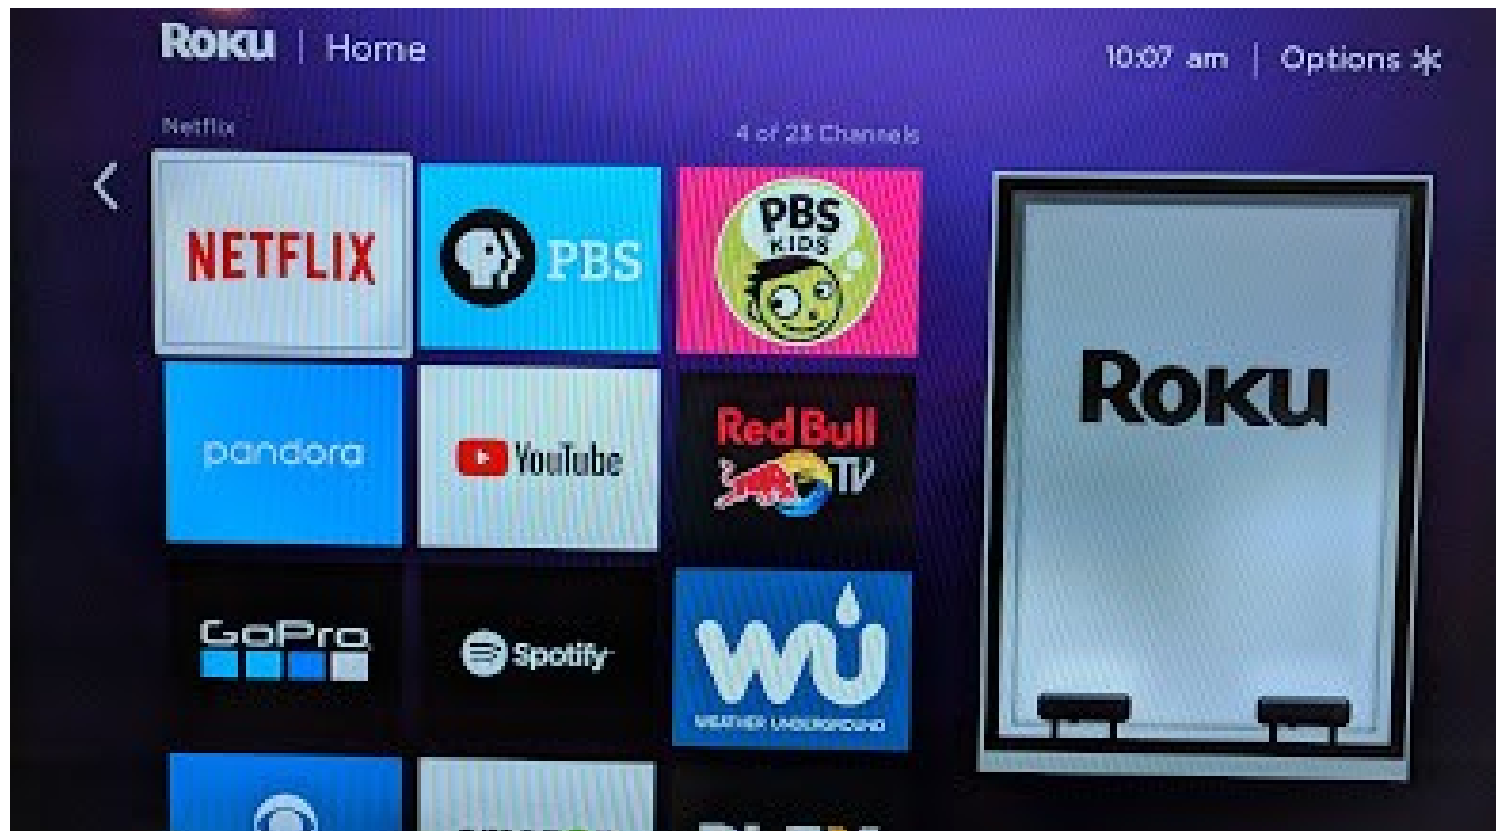 Roku | Home
10:07 am | Options
Netflix
4 of 23 Channels
NETFLIX
PBS
PBS
KIDS
pandora
YouTube
Red Bull
TV
GoPro
Spotify
wu
WEATHER UNDERGROUND
Roku